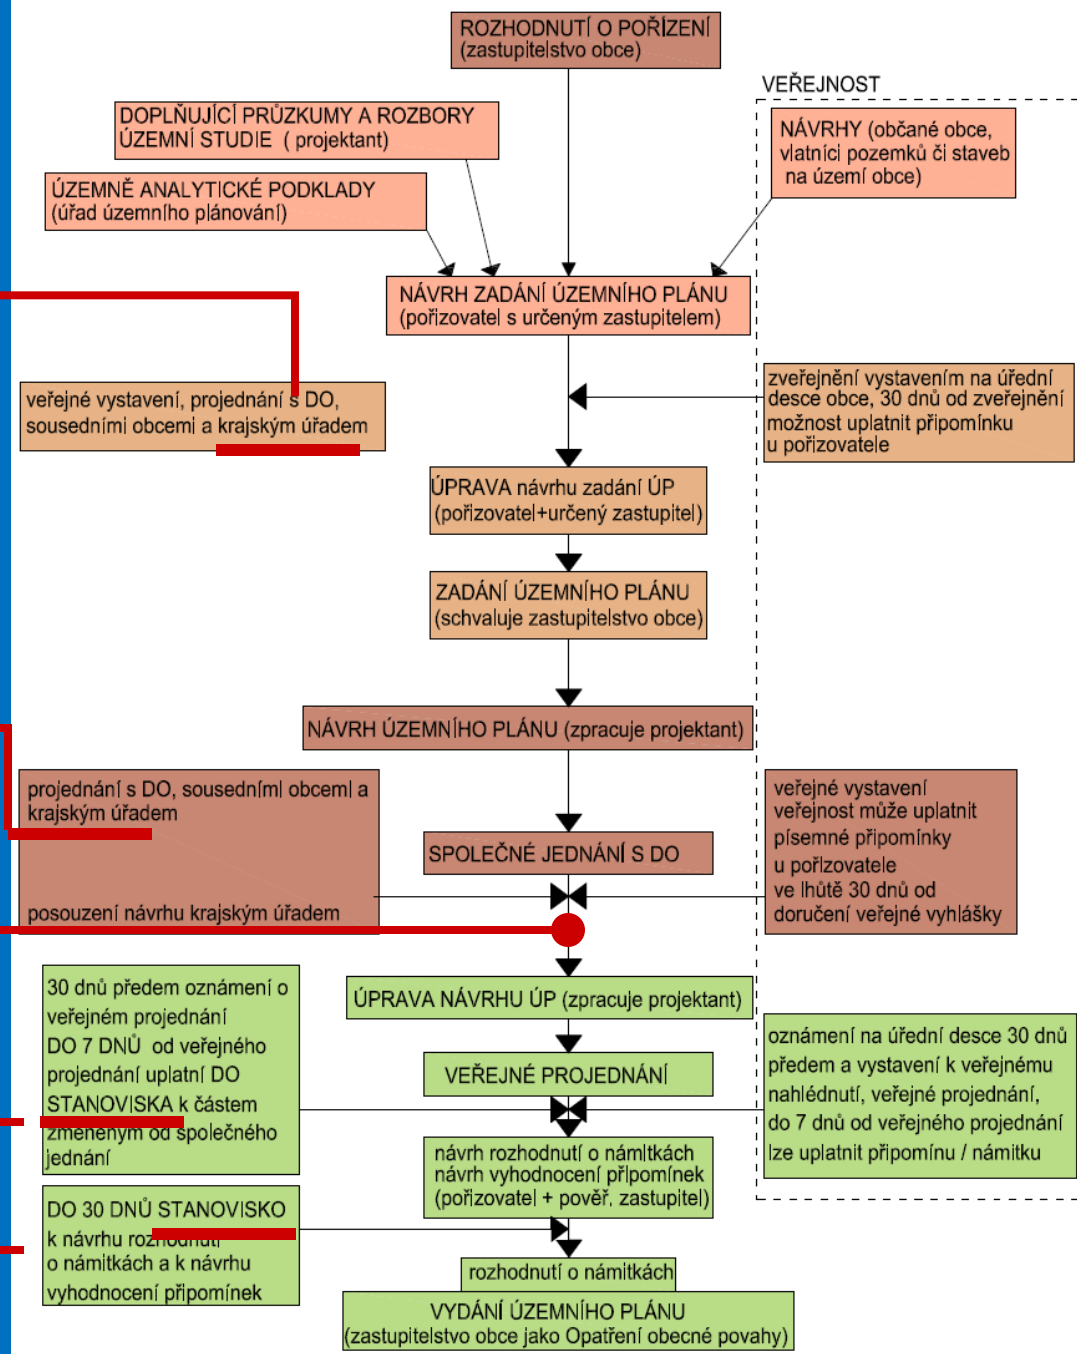 ROZHODNUTÍ O POŘÍZENÍ
(zastupitelstvo obce)
VEŘEJNOST
DOPLŇUJÍCÍ PRŮZKUMY A ROZBORY
ÚZEMNÍ STUDIE ( projektant)
NÁVRHY (občané obce,
vlatníci pozemků či staveb
na území obce)
ÚZEMNĚ ANALYTICKÉ PODKLADY
(úřad územního plánování)
NÁVRH ZADÁNÍ ÚZEMNÍHO PLÁNU
(pořizovatel s určeným zastupitelem)
veřejné vystavení, projednání s DO,
sousedními obcemi a krajským úřadem
zveřejnění vystavením na úřední
desce obce, 30 dnů od zveřejnění
možnost uplatnit připomínku
u pořizovatele
ÚPRAVA návrhu zadání ÚP
(pořizovatel+určený zastupitel)
ZADÁNÍ ÚZEMNÍHO PLÁNU
(schvaluje zastupitelstvo obce)
NÁVRH ÚZEMNÍHO PLÁNU (zpracuje projektant)
projednání s DO, sousedními obcemi a
krajským úřadem
posouzení návrhu krajským úřadem
SPOLEČNÉ JEDNÁNÍ S DO
veřejné vystavení
veřejnost může uplatnit
písemné připomínky
u pořizovatele
ve lhůtě 30 dnů od
doručení veřejné vyhlášky
ÚPRAVA NÁVRHU ÚP (zpracuje projektant)
30 dnů předem oznámení o
veřejném projednání
DO 7 DNŮ od veřejného
projednání uplatní DO
STANOVISKA k částem
změněným od společného
jednání
VEŘEJNÉ PROJEDNÁNÍ
oznámení na úřední desce 30 dnů
předem a vystavení k veřejnému
nahlédnutí, veřejné projednání,
do 7 dnů od veřejného projednání
lze uplatnit připomínu / námitku
návrh rozhodnutí o námitkách
návrh vyhodnocení připomínek
(pořizovatel + pověř. zastupitel)
DO 30 DNŮ STANOVISKO
k návrhu rozhodnutí
o námitkách a k návrhu
vyhodnocení připomínek
rozhodnutí o námitkách
VYDÁNÍ ÚZEMNÍHO PLÁNU
(zastupitelstvo obce jako Opatření obecné povahy)